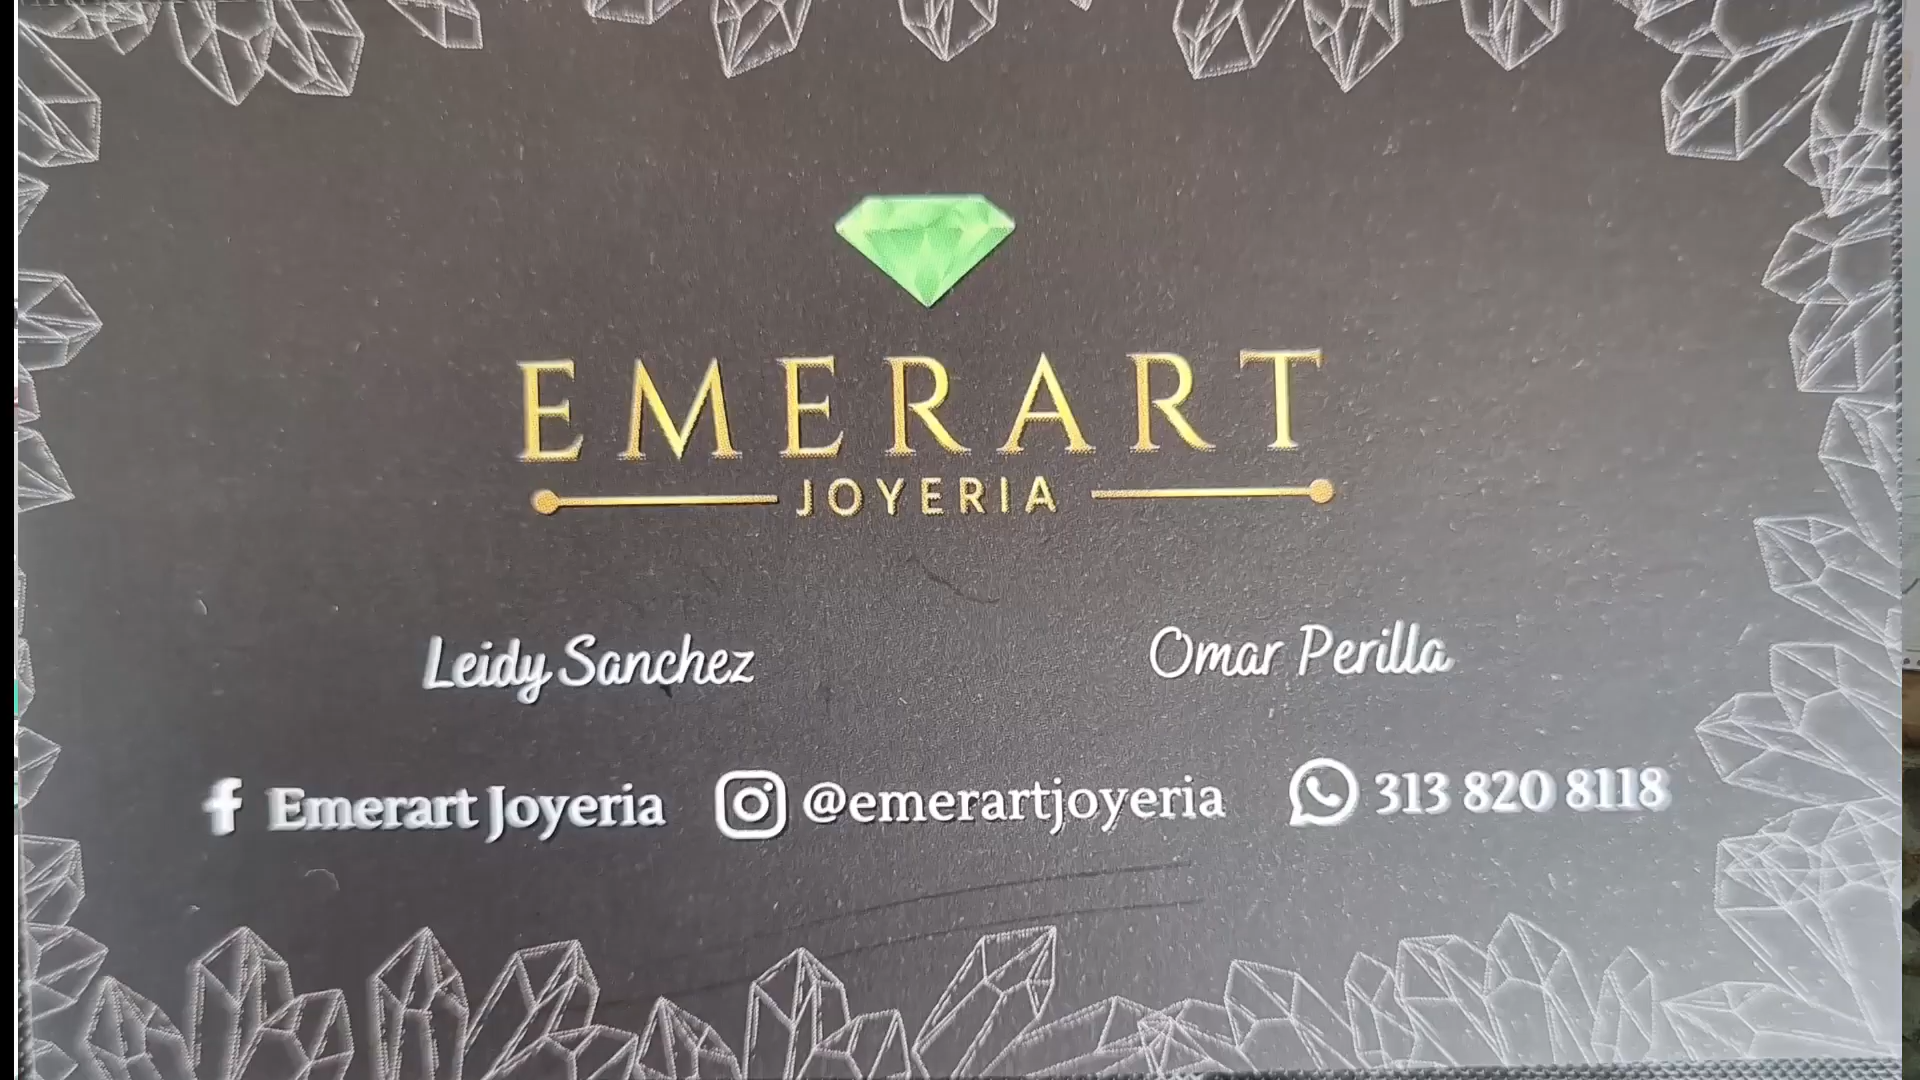 EMERART
JOYERIA
Leidy Sanchez
Omar Perilla
Emerart Joyeria
@emerartjoyeria
313 820 8118